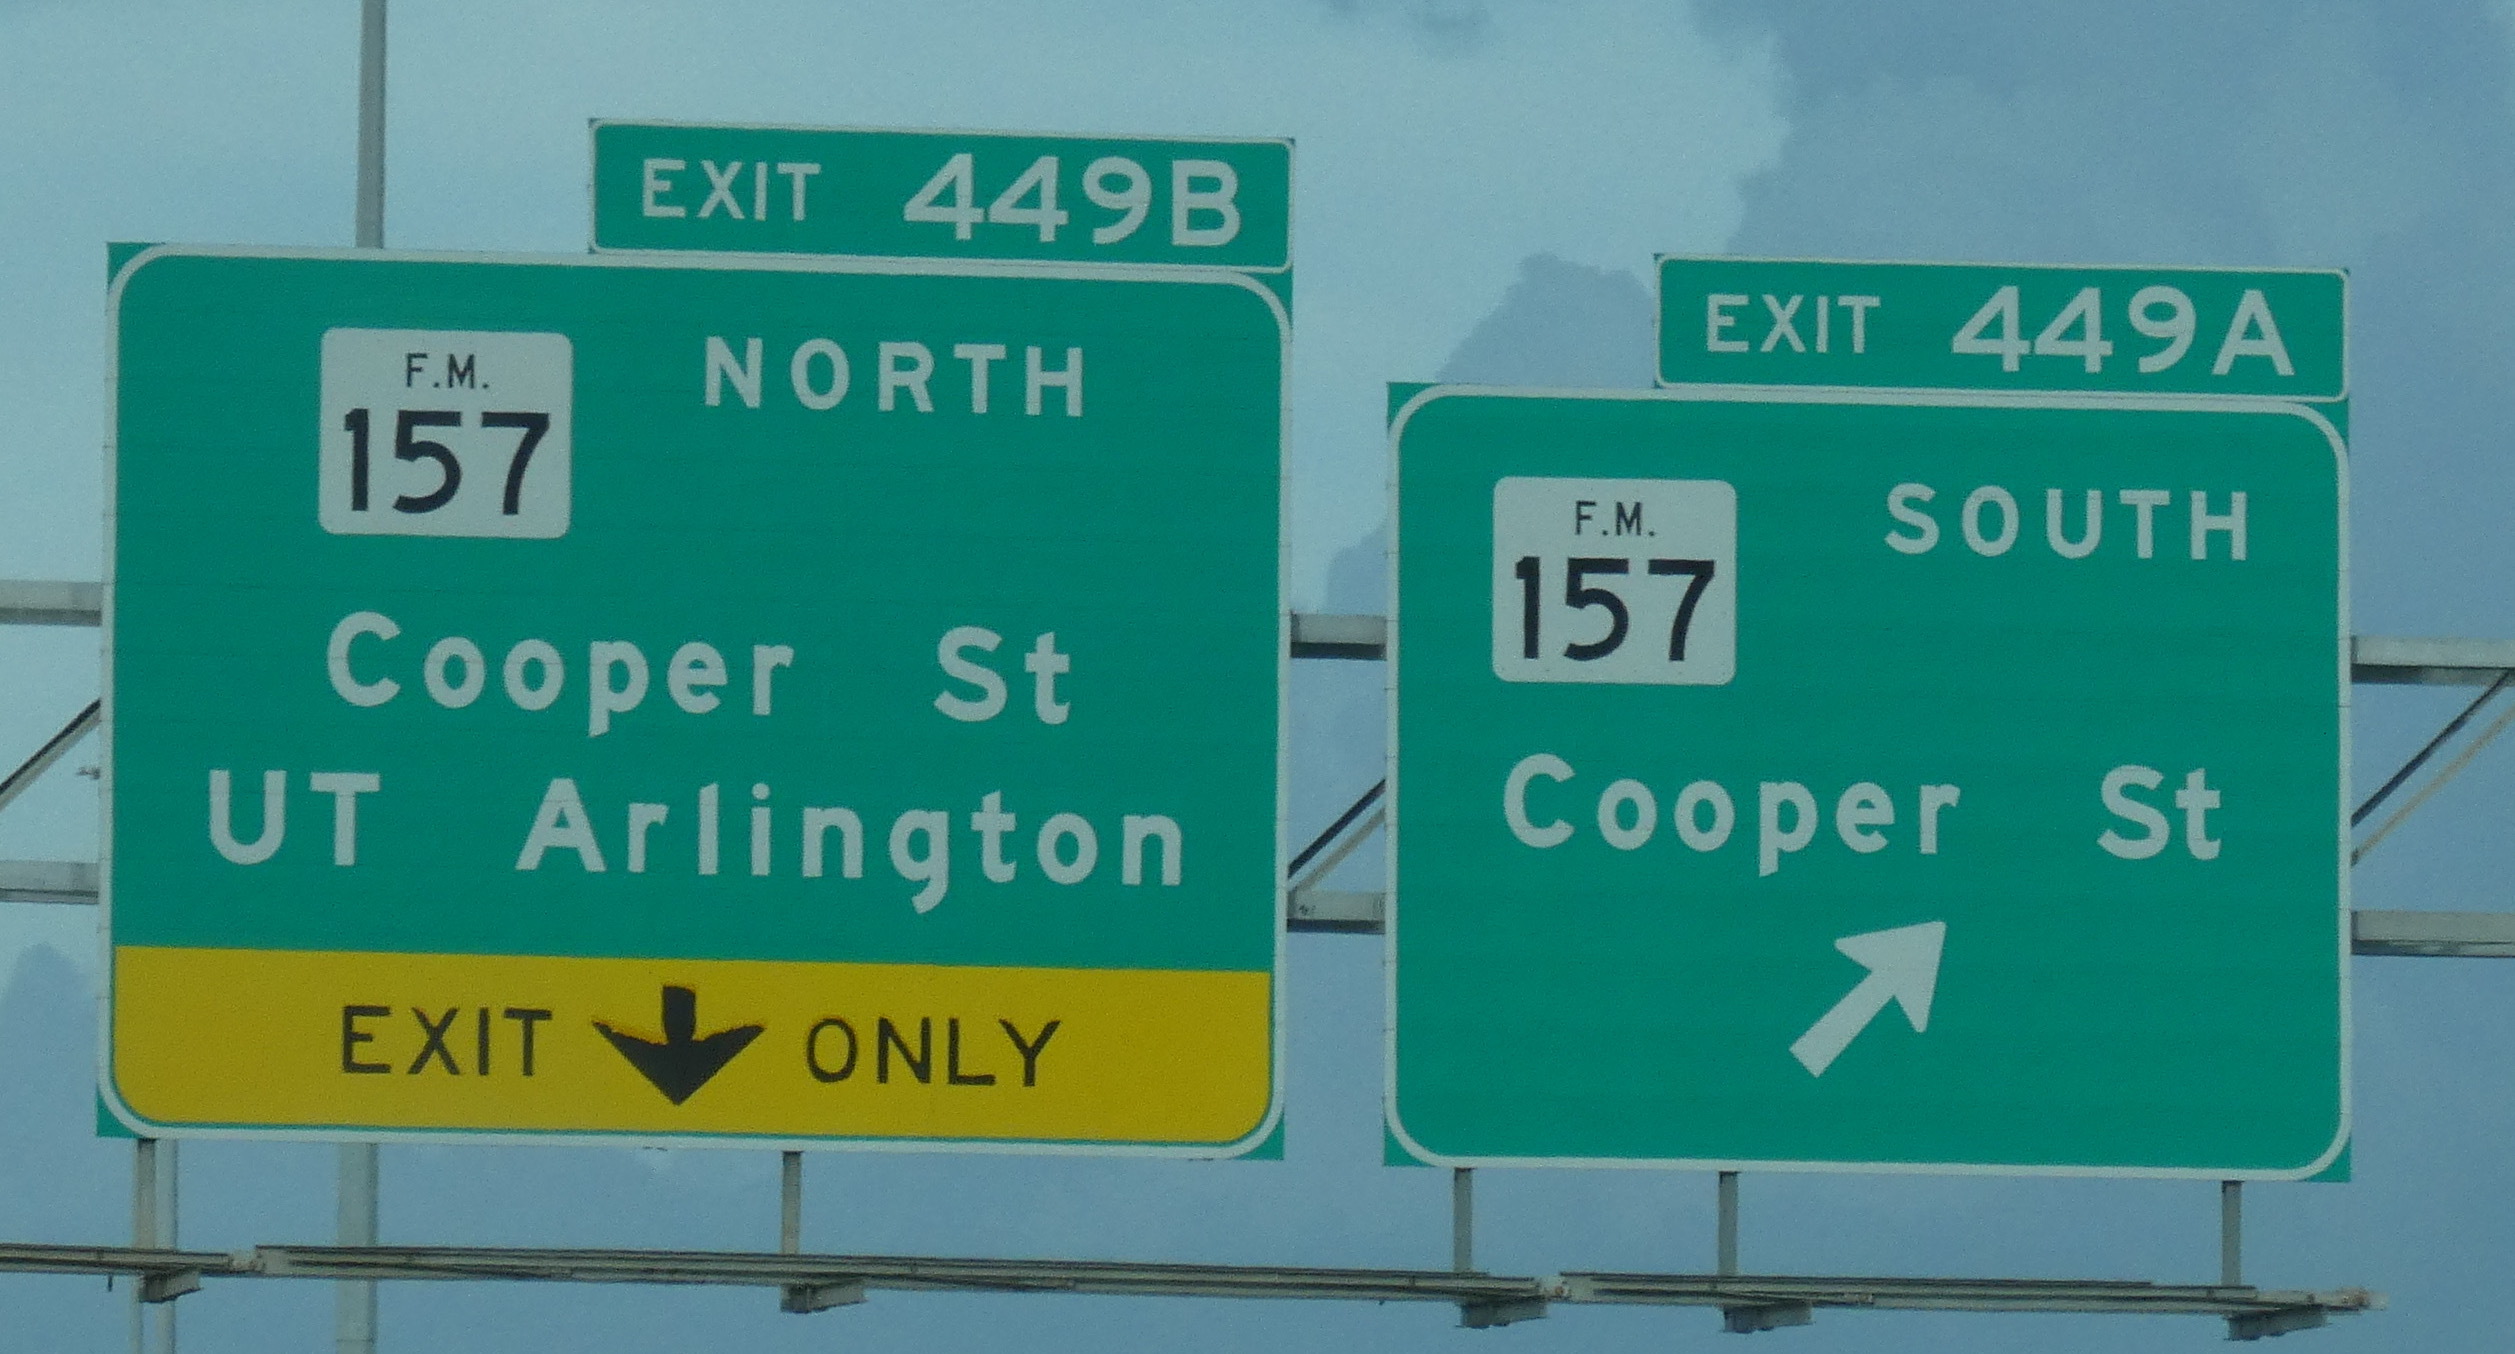 EXIT 449B
F.M.
157
NORTH
Cooper St
UT Arlington
EXIT ONLY
EXIT 449A
F.M.
157
SOUTH
Cooper St